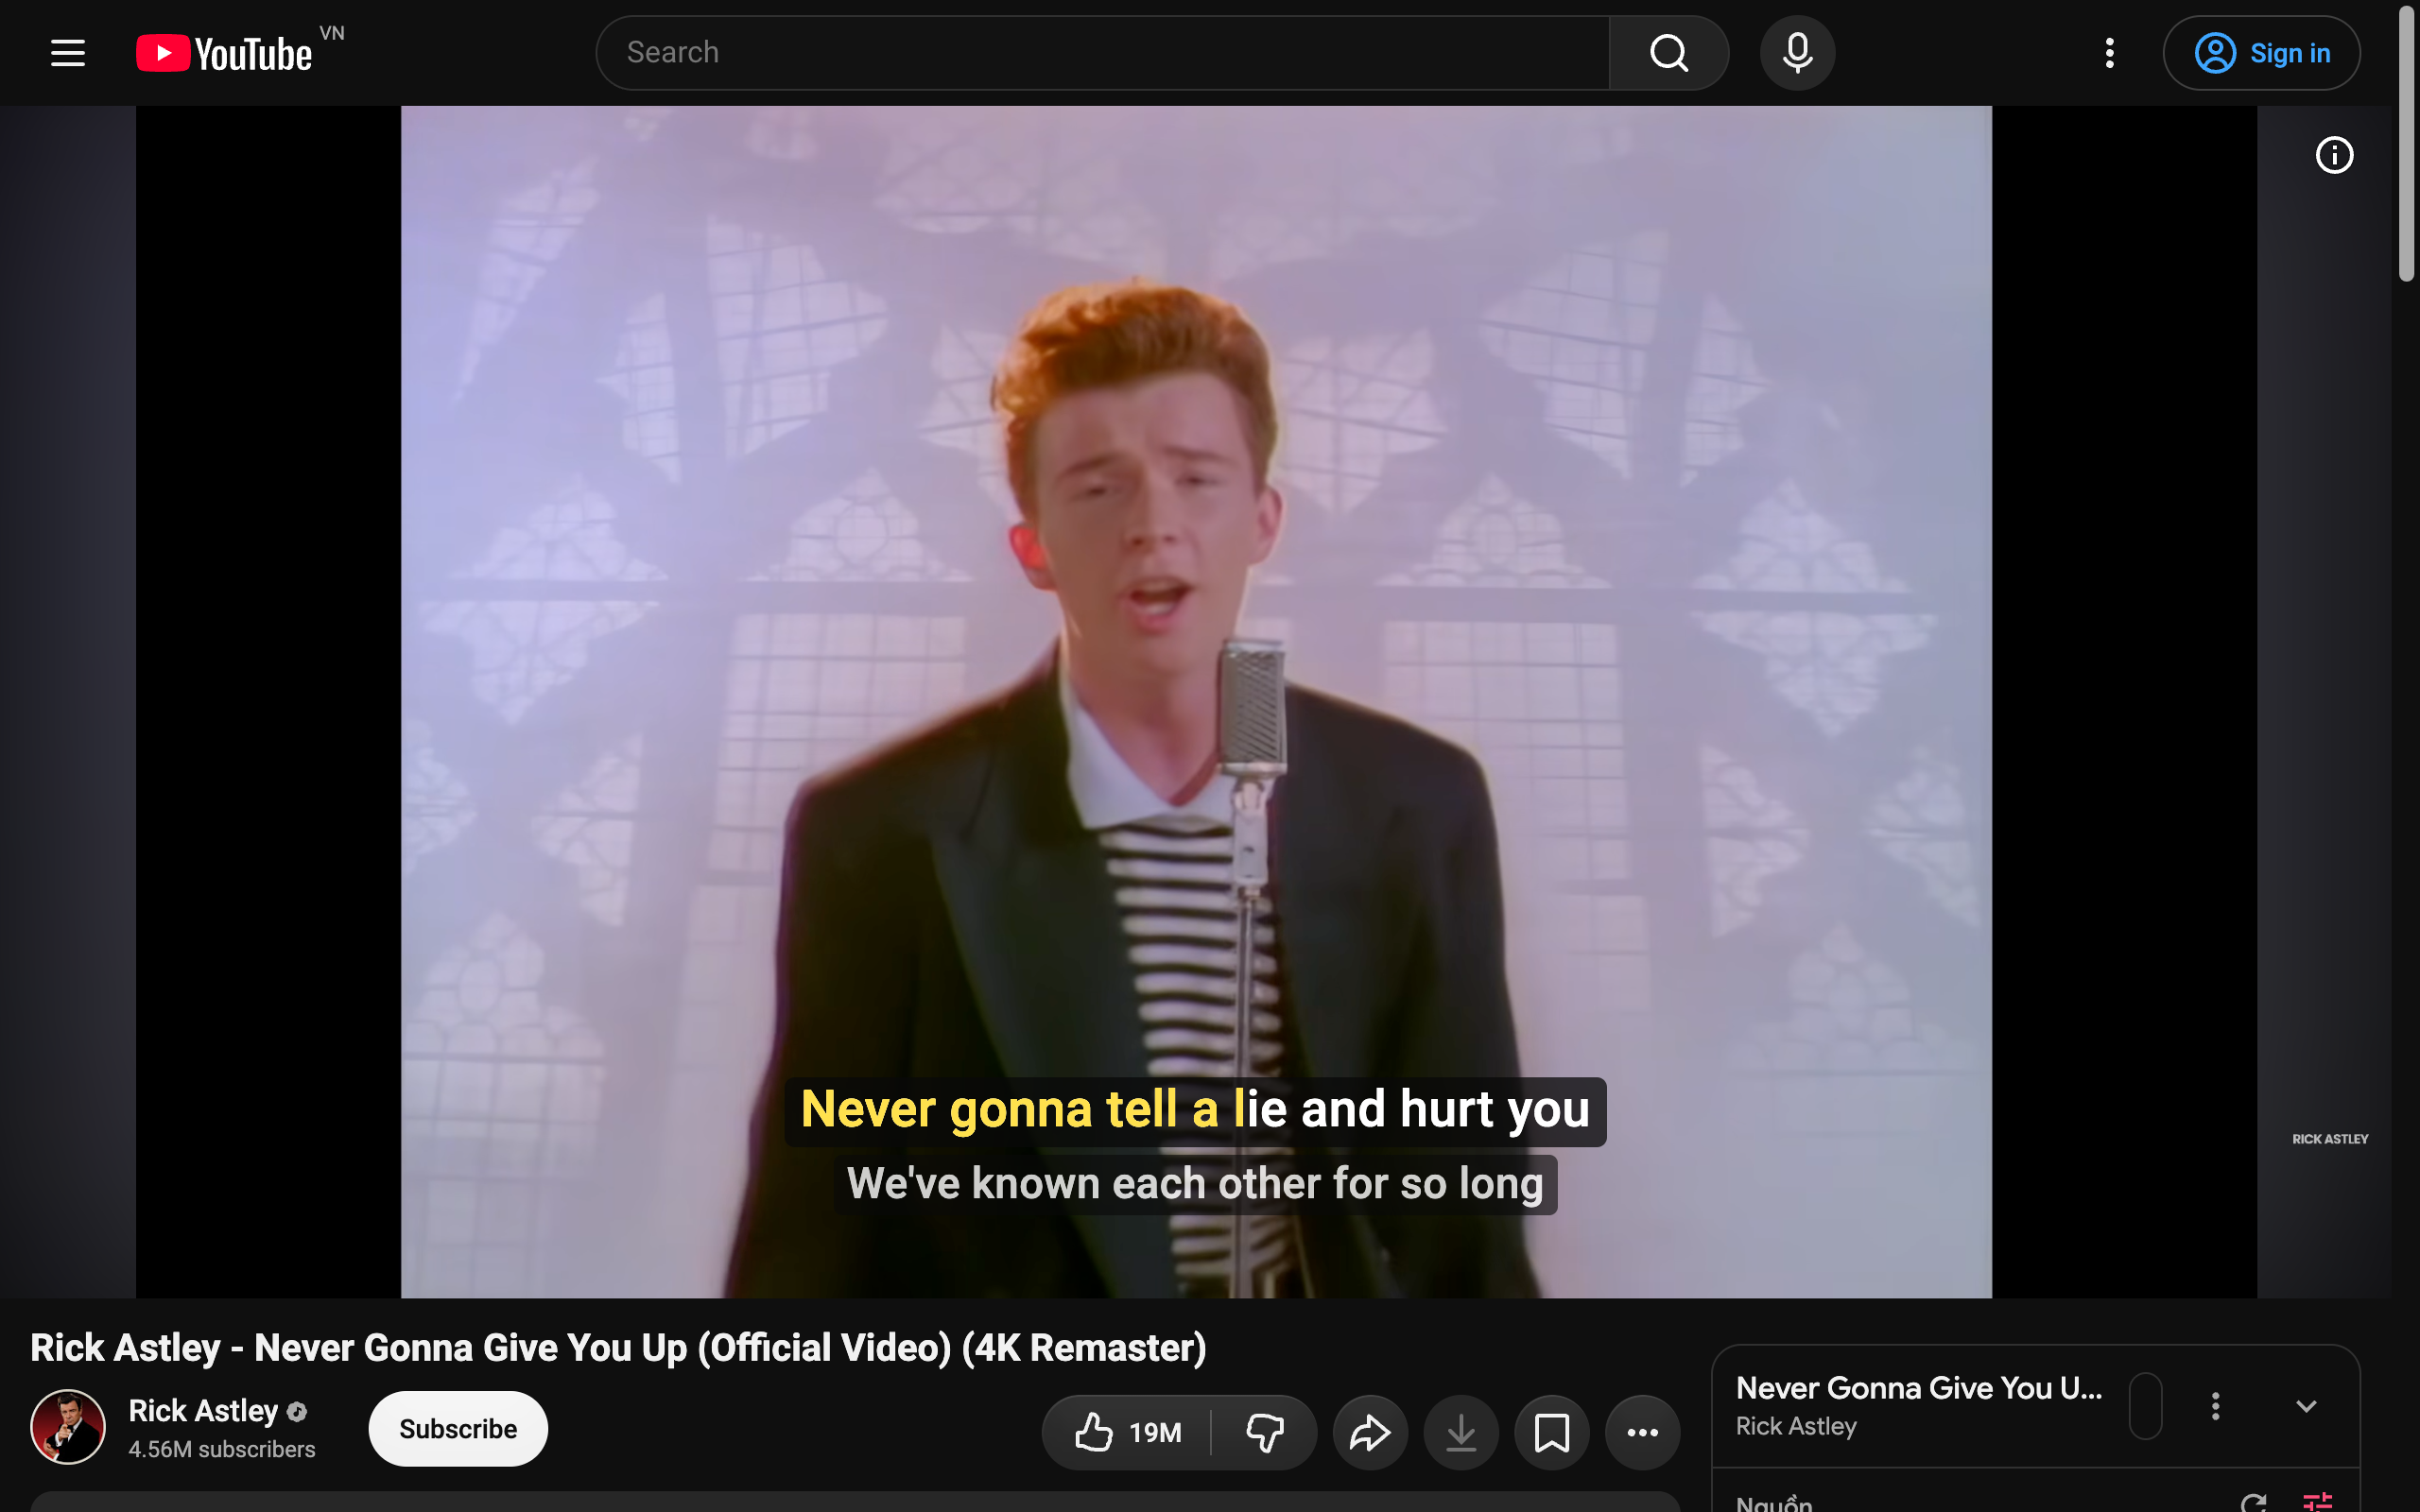 YouTube VN
Search
Sign in
Never gonna tell a lie and hurt you
We've known each other for so long
RICK ASTLEY
Rick Astley - Never Gonna Give You Up (Official Video) (4K Remaster)
Rick Astley
4.56M subscribers
Subscribe
19M
Never Gonna Give You U...
Rick Astley
Nguồn